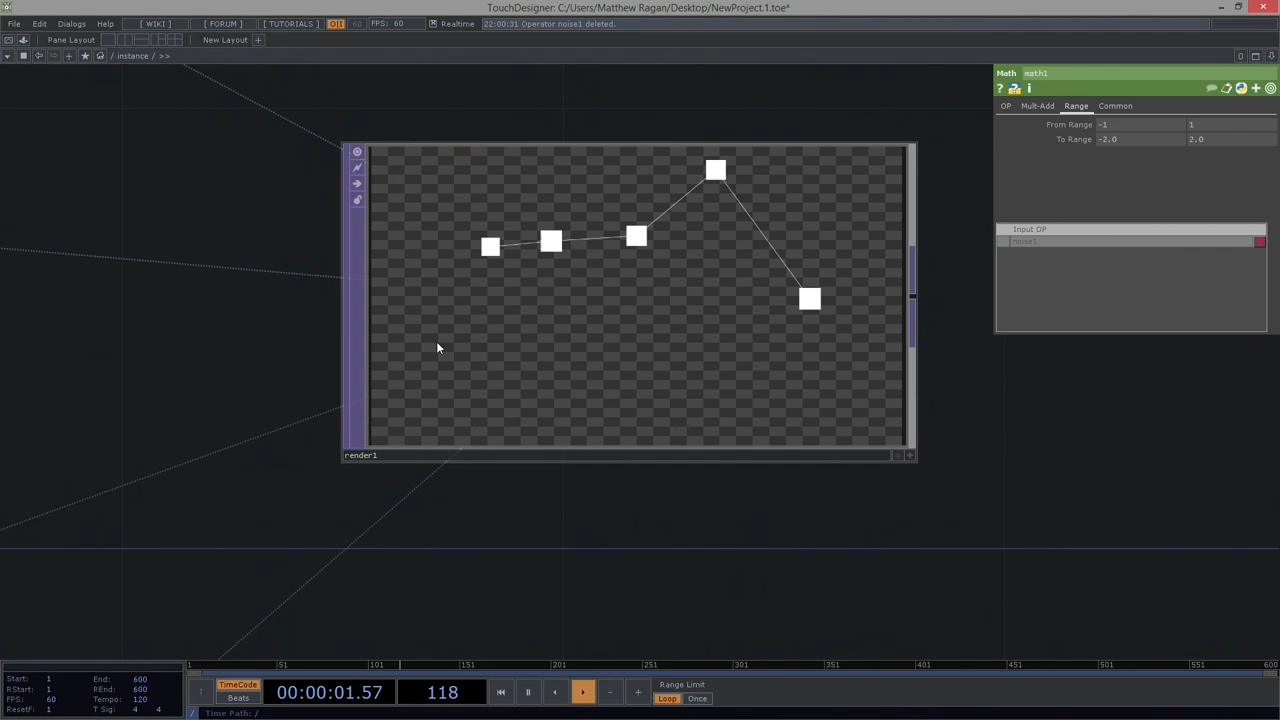 TouchDesigner: C:/Users/Matthew Ragan/Desktop/NewProject.1.toe*
File Edit Dialogs Help [ WIKI ] [ FORUM ] [ TUTORIALS ] O|I 60 FPS: 60 Realtime 22:00:31 Operator noise1 deleted.
Pane Layout New Layout +
/ instance / >> 0
Math math1
? i
OP Mult-Add Range Common
From Range -1 1
To Range -2.0 2.0
Input OP
noise1
render1
1 51 101 151 201 251 301 351 401 451 501 551 600
Start: 1 End: 600
RStart: 1 REnd: 600
FPS: 60 Tempo: 120
ResetF: 1 T Sig: 4 4
TimeCode
Beats
00:00:01.57 118
Range Limit
Loop Once
/ Time Path: /